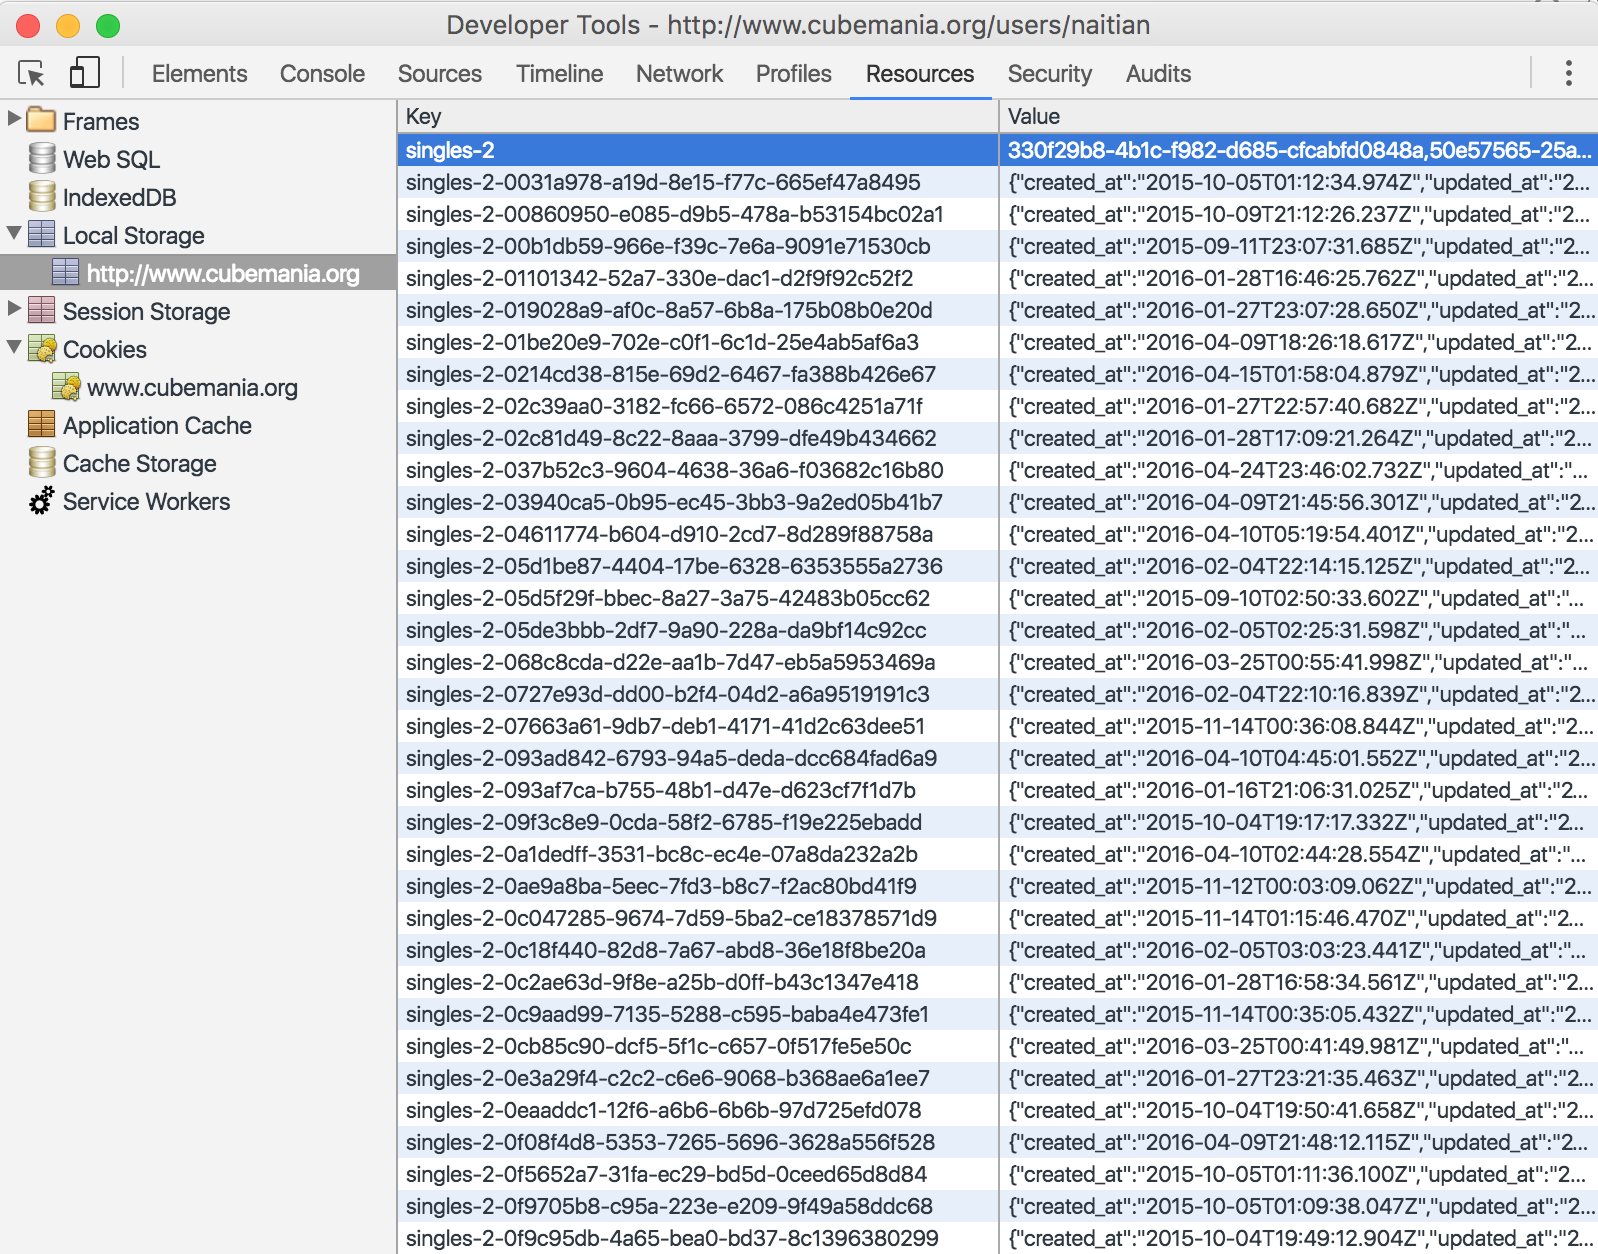 Developer Tools - http://www.cubemania.org/users/naitian
Elements Console Sources Timeline Network Profiles Resources Security Audits
Frames
Web SQL
IndexedDB
Local Storage
http://www.cubemania.org
Session Storage
Cookies
www.cubemania.org
Application Cache
Cache Storage
Service Workers
Key Value
singles-2 330f29b8-4b1c-f982-d685-cfcabfd0848a,50e57565-25a...
singles-2-0031a978-a19d-8e15-f77c-665ef47a8495 {"created_at":"2015-10-05T01:12:34.974Z","updated_at":"2...
singles-2-00860950-e085-d9b5-478a-b53154bc02a1 {"created_at":"2015-10-09T21:12:26.237Z","updated_at":"2...
singles-2-00b1db59-966e-f39c-7e6a-9091e71530cb {"created_at":"2015-09-11T23:07:31.685Z","updated_at":"2...
singles-2-01101342-52a7-330e-dac1-d2f9f92c52f2 {"created_at":"2016-01-28T16:46:25.762Z","updated_at":"2...
singles-2-019028a9-af0c-8a57-6b8a-175b08b0e20d {"created_at":"2016-01-27T23:07:28.650Z","updated_at":"2...
singles-2-01be20e9-702e-c0f1-6c1d-25e4ab5af6a3 {"created_at":"2016-04-09T18:26:18.617Z","updated_at":"2...
singles-2-0214cd38-815e-69d2-6467-fa388b426e67 {"created_at":"2016-04-15T01:58:04.879Z","updated_at":"2...
singles-2-02c39aa0-3182-fc66-6572-086c4251a71f {"created_at":"2016-01-27T22:57:40.682Z","updated_at":"2...
singles-2-02c81d49-8c22-8aaa-3799-dfe49b434662 {"created_at":"2016-01-28T17:09:21.264Z","updated_at":"2...
singles-2-037b52c3-9604-4638-36a6-f03682c16b80 {"created_at":"2016-04-24T23:46:02.732Z","updated_at":"...
singles-2-03940ca5-0b95-ec45-3bb3-9a2ed05b41b7 {"created_at":"2016-04-09T21:45:56.301Z","updated_at":"2...
singles-2-04611774-b604-d910-2cd7-8d289f88758a {"created_at":"2016-04-10T05:19:54.401Z","updated_at":"2...
singles-2-05d1be87-4404-17be-6328-6353555a2736 {"created_at":"2016-02-04T22:14:15.125Z","updated_at":"2...
singles-2-05d5f29f-bbec-8a27-3a75-42483b05cc62 {"created_at":"2015-09-10T02:50:33.602Z","updated_at":"...
singles-2-05de3bbb-2df7-9a90-228a-da9bf14c92cc {"created_at":"2016-02-05T02:25:31.598Z","updated_at":"...
singles-2-068c8cda-d22e-aa1b-7d47-eb5a5953469a {"created_at":"2016-03-25T00:55:41.998Z","updated_at":"...
singles-2-0727e93d-dd00-b2f4-04d2-a6a9519191c3 {"created_at":"2016-02-04T22:10:16.839Z","updated_at":"2...
singles-2-07663a61-9db7-deb1-4171-41d2c63dee51 {"created_at":"2015-11-14T00:36:08.844Z","updated_at":"2...
singles-2-093ad842-6793-94a5-deda-dcc684fad6a9 {"created_at":"2016-04-10T04:45:01.552Z","updated_at":"2...
singles-2-093af7ca-b755-48b1-d47e-d623cf7f1d7b {"created_at":"2016-01-16T21:06:31.025Z","updated_at":"2...
singles-2-09f3c8e9-0cda-58f2-6785-f19e225ebadd {"created_at":"2015-10-04T19:17:17.332Z","updated_at":"2...
singles-2-0a1dedff-3531-bc8c-ec4e-07a8da232a2b {"created_at":"2016-04-10T02:44:28.554Z","updated_at":"...
singles-2-0ae9a8ba-5eec-7fd3-b8c7-f2ac80bd41f9 {"created_at":"2015-11-12T00:03:09.062Z","updated_at":"2...
singles-2-0c047285-9674-7d59-5ba2-ce18378571d9 {"created_at":"2015-11-14T01:15:46.470Z","updated_at":"2...
singles-2-0c18f440-82d8-7a67-abd8-36e18f8be20a {"created_at":"2016-02-05T03:03:23.441Z","updated_at":"...
singles-2-0c2ae63d-9f8e-a25b-d0ff-b43c1347e418 {"created_at":"2016-01-28T16:58:34.561Z","updated_at":"2...
singles-2-0c9aad99-7135-5288-c595-baba4e473fe1 {"created_at":"2015-11-14T00:35:05.432Z","updated_at":"2...
singles-2-0cb85c90-dcf5-5f1c-c657-0f517fe5e50c {"created_at":"2016-03-25T00:41:49.981Z","updated_at":"...
singles-2-0e3a29f4-c2c2-c6e6-9068-b368ae6a1ee7 {"created_at":"2016-01-27T23:21:35.463Z","updated_at":"2...
singles-2-0eaaddc1-12f6-a6b6-6b6b-97d725efd078 {"created_at":"2015-10-04T19:50:41.658Z","updated_at":"2...
singles-2-0f08f4d8-5353-7265-5696-3628a556f528 {"created_at":"2016-04-09T21:48:12.115Z","updated_at":"2...
singles-2-0f5652a7-31fa-ec29-bd5d-0ceed65d8d84 {"created_at":"2015-10-05T01:11:36.100Z","updated_at":"2...
singles-2-0f9705b8-c95a-223e-e209-9f49a58ddc68 {"created_at":"2015-10-05T01:09:38.047Z","updated_at":"2...
singles-2-0f9c95db-4a65-bea0-bd37-8c1396380299 {"created_at":"2015-10-04T19:49:12.904Z","updated_at":"2...